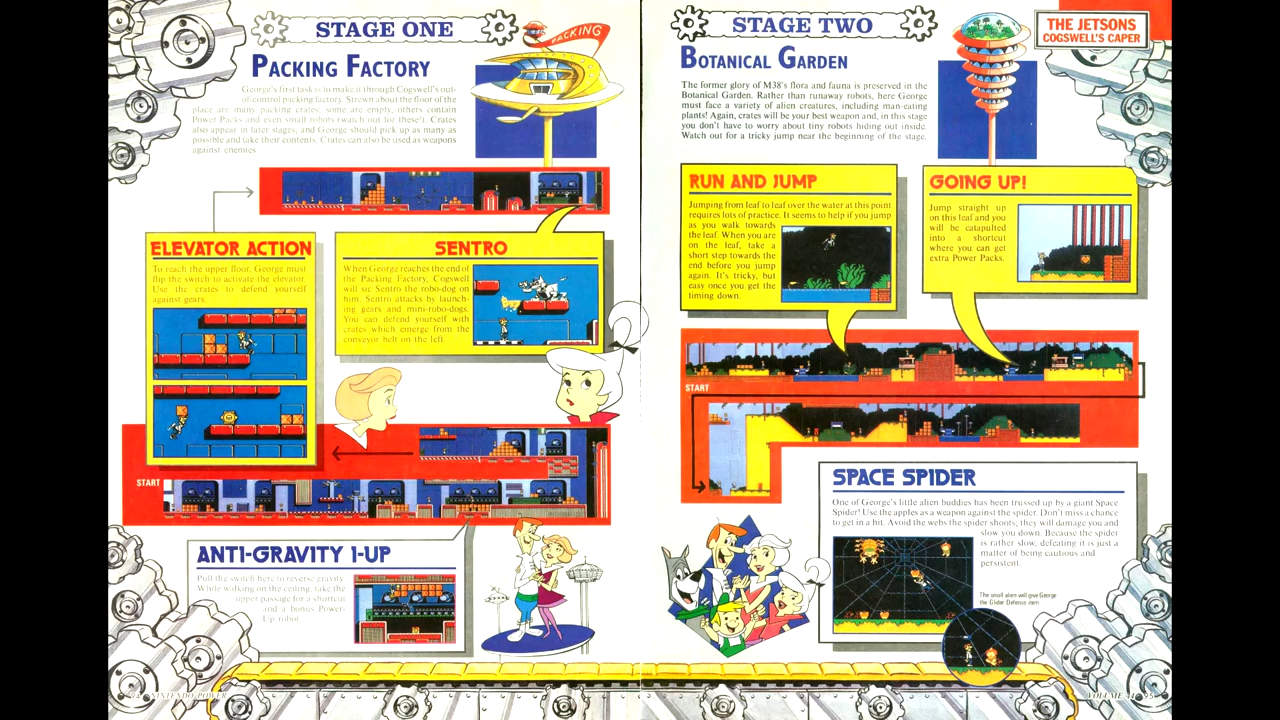 STAGE ONE
PACKING
PACKING FACTORY
George's first task is to make it through Cogswell's out-
of-control packing factory. Strewn about the floor of the
place are many packing crates; some are empty, others contain
Power Packs and even small robots (watch out for these!). Crates
also appear in later stages, and George should pick up as many as
possible and take their contents. Crates can also be used as weapons
against enemies.
ELEVATOR ACTION
To reach the upper floor, George must
flip the switch to activate the elevator.
Use the crates to defend yourself
against gears.
SENTRO
When George reaches the end of
the Packing Factory, Cogswell
will sic Sentro the robo-dog on
him. Sentro attacks by launch-
ing gears and mini-robo-dogs.
You can defend yourself with
crates which emerge from the
conveyor belt on the left.
START
ANTI-GRAVITY 1-UP
Pull the switch here to reverse gravity.
While walking on the ceiling, take the
upper passage for a shortcut
and a bonus Power-
Up robot.
NINTENDO POWER
STAGE TWO
THE JETSONS
COGSWELL'S CAPER
BOTANICAL GARDEN
The former glory of M38's flora and fauna is preserved in the
Botanical Garden. Rather than runaway robots, here George
must face a variety of alien creatures, including man-eating
plants! Again, crates will be your best weapon and, in this stage
you don't have to worry about tiny robots hiding out inside.
Watch out for a tricky jump near the beginning of the stage.
RUN AND JUMP
Jumping from leaf to leaf over the water at this point
requires lots of practice. It seems to help if you jump
as you walk towards
the leaf. When you are
on the leaf, take a
short step towards the
end before you jump
again. It's tricky, but
easy once you get the
timing down.
GOING UP!
Jump straight up
on this leaf and you
will be catapulted
into a shortcut
where you can get
extra Power Packs.
START
SPACE SPIDER
One of George's little alien buddies has been trussed up by a giant Space
Spider! Use the apples as a weapon against the spider. Don't miss a chance
to get in a hit. Avoid the webs the spider shoots; they will damage you and
slow you down. Because the spider
is rather slow, defeating it is just a
matter of being cautious and
persistent.
The small alien will give George
the Glider Defense item.
VOLUME